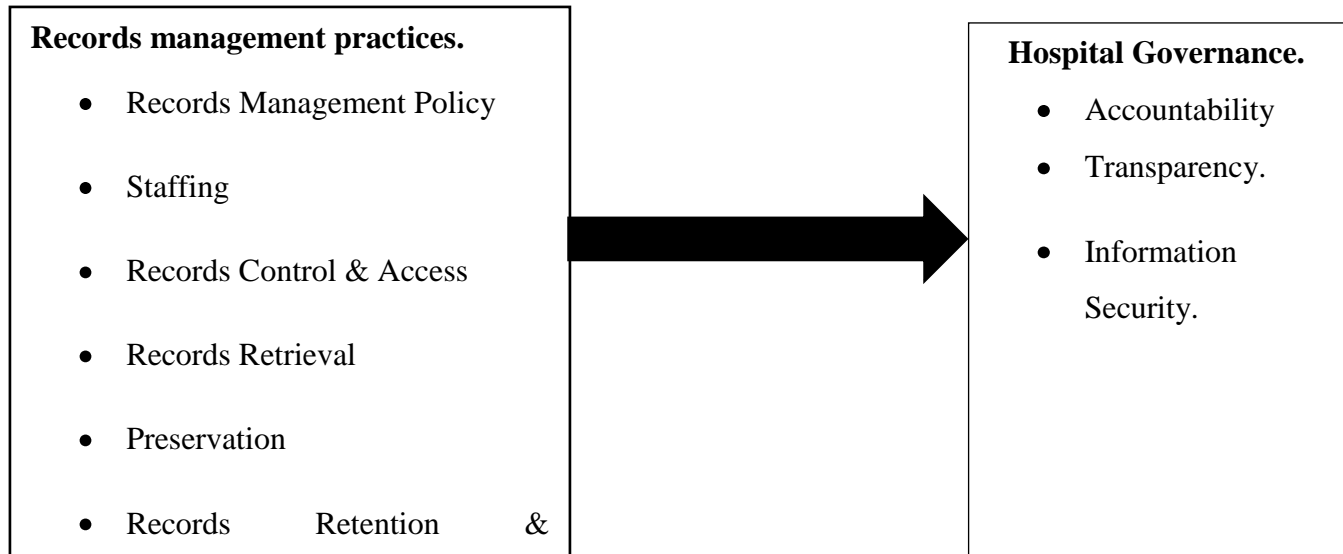 Records management practices.
• Records Management Policy
• Staffing
• Records Control & Access
• Records Retrieval
• Preservation
• Records Retention &
Hospital Governance.
• Accountability
• Transparency.
• Information
Security.